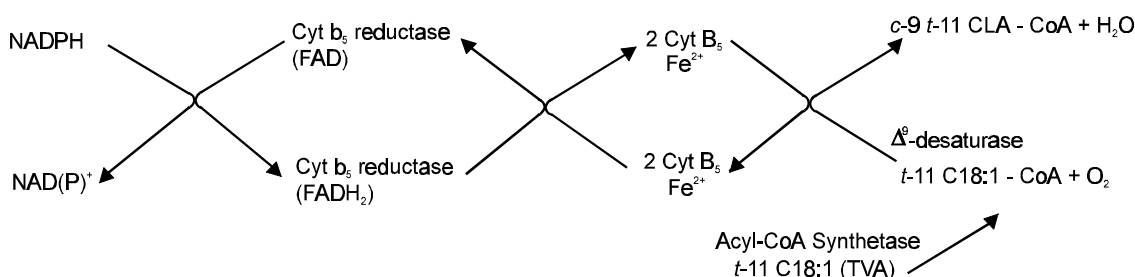 NADPH
Cyt b₅ reductase
(FAD)
2 Cyt B₅
Fe²⁺
c-9 t-11 CLA - CoA + H₂O
NAD(P)⁺
Cyt b₅ reductase
(FADH₂)
2 Cyt B₅
Fe²⁺
Δ⁹-desaturase
t-11 C18:1 - CoA + O₂
Acyl-CoA Synthetase
t-11 C18:1 (TVA)